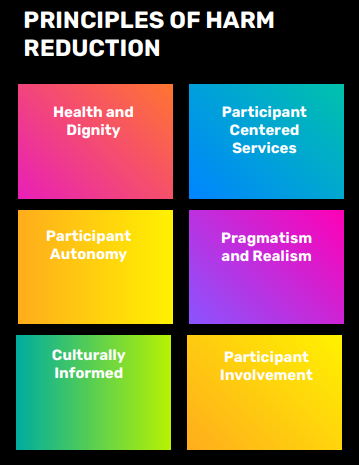 PRINCIPLES OF HARM
REDUCTION
Health and
Dignity
Participant
Centered
Services
Participant
Autonomy
Pragmatism
and Realism
Culturally
Informed
Participant
Involvement